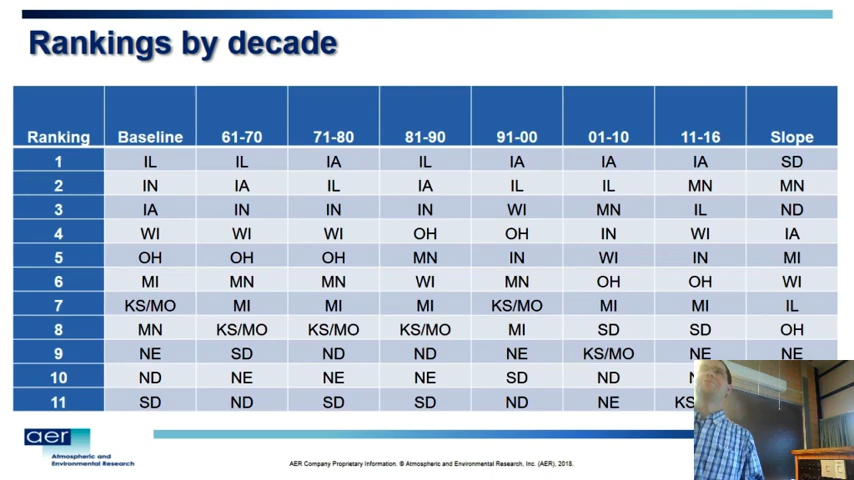 Rankings by decade
Ranking Baseline 61-70 71-80 81-90 91-00 01-10 11-16 Slope
1 IL IL IA IL IA IA IA SD
2 IN IA IL IA IL IL MN MN
3 IA IN IN IN WI MN IL ND
4 WI WI WI OH OH IN WI IA
5 OH OH OH MN IN WI IN MI
6 MI MN MN WI MN OH OH WI
7 KS/MO MI MI MI KS/MO MI MI IL
8 MN KS/MO KS/MO KS/MO MI SD SD OH
9 NE SD ND ND NE KS/MO NE NE
10 ND NE NE NE SD ND
11 SD ND SD SD ND NE
aer
Atmospheric and
Environmental Research
AER Company Proprietary Information. © Atmospheric and Environmental Research, Inc. (AER), 2018.